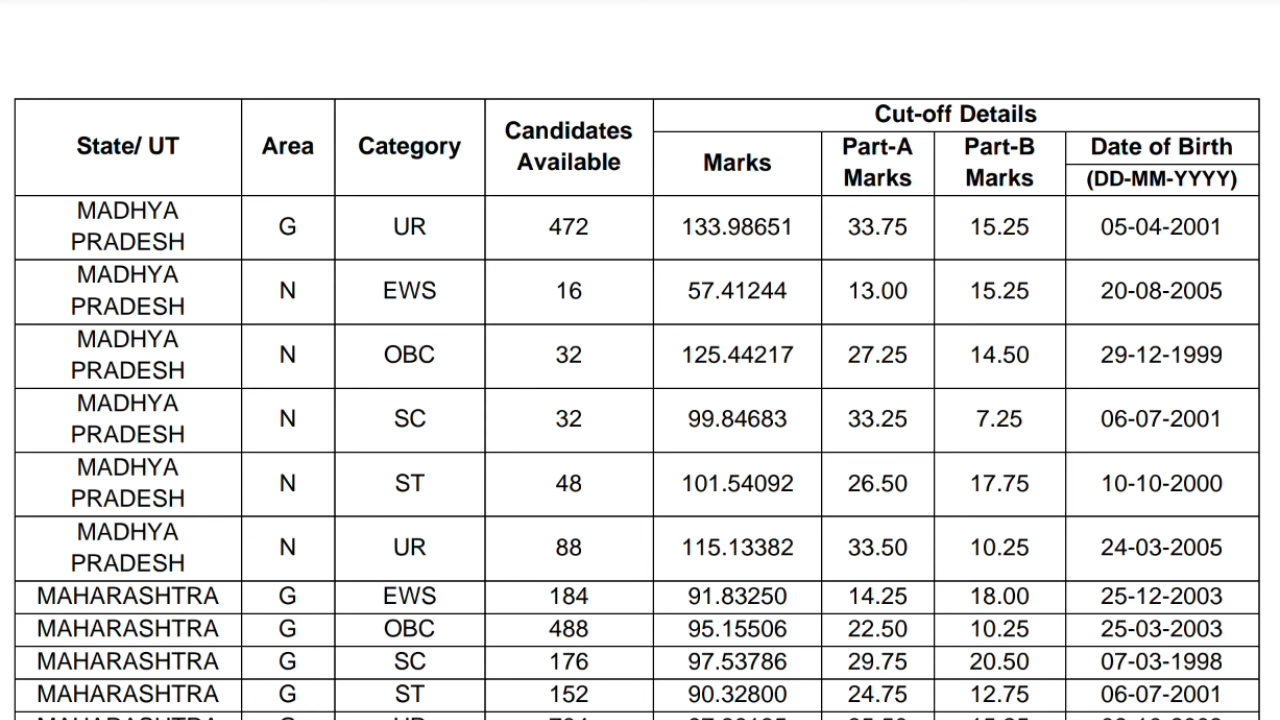 State/ UT Area Category Candidates Available Cut-off Details
Marks Part-A Marks Part-B Marks Date of Birth
(DD-MM-YYYY)
MADHYA PRADESH G UR 472 133.98651 33.75 15.25 05-04-2001
MADHYA PRADESH N EWS 16 57.41244 13.00 15.25 20-08-2005
MADHYA PRADESH N OBC 32 125.44217 27.25 14.50 29-12-1999
MADHYA PRADESH N SC 32 99.84683 33.25 7.25 06-07-2001
MADHYA PRADESH N ST 48 101.54092 26.50 17.75 10-10-2000
MADHYA PRADESH N UR 88 115.13382 33.50 10.25 24-03-2005
MAHARASHTRA G EWS 184 91.83250 14.25 18.00 25-12-2003
MAHARASHTRA G OBC 488 95.15506 22.50 10.25 25-03-2003
MAHARASHTRA G SC 176 97.53786 29.75 20.50 07-03-1998
MAHARASHTRA G ST 152 90.32800 24.75 12.75 06-07-2001